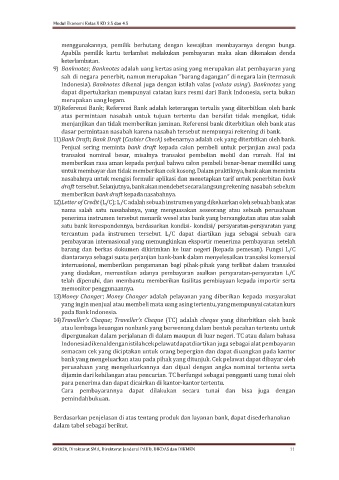 Modul Ekonomi Kelas X KD 3.5 dan 4.5
menggunakannya, pemilik berhutang dengan kewajiban membayarnya dengan bunga.
Apabila pemilik kartu terlambat melakukan pembayaran maka akan dikenakan denda
keterlambatan.
9) Banknotes; Banknotes adalah uang kertas asing yang merupakan alat pembayaran yang
sah di negara penerbit, namun merupakan "barang dagangan" di negara lain (termasuk
Indonesia). Banknotes dikenal juga dengan istilah valas (valuta asing). Banknotes yang
dapat dipertukarkan mempunyai catatan kurs resmi dari Bank Indonesia, serta bukan
merupakan uang logam.
10) Referensi Bank; Referensi Bank adalah keterangan tertulis yang diterbitkan oleh bank
atas permintaan nasabah untuk tujuan tertentu dan bersifat tidak mengikat, tidak
menjanjikan dan tidak memberikan jaminan. Referensi bank diterbitkan oleh bank atas
dasar permintaan nasabah karena nasabah tersebut mempunyai rekening di bank.
11) Bank Draft; Bank Draft (Cashier Check) sebenarnya adalah cek yang diterbitkan oleh bank.
Penjual sering meminta bank draft kepada calon pembeli untuk perjanjian awal pada
transaksi nominal besar, misalnya transaksi pembelian mobil dan rumah. Hal ini
memberikan rasa aman kepada penjual bahwa calon pembeli benar-benar memiliki uang
untuk membayar dan tidak memberikan cek kosong. Dalam praktiknya, bank akan meminta
nasabahnya untuk mengisi formulir aplikasi dan menetapkan tarif untuk penerbitan bank
draft tersebut. Selanjutnya, bank akan mendebet secara langsung rekening nasabah sebelum
memberikan bank draft kepada nasabahnya.
12) Letter of Credit (L/C); L/C adalah sebuah instrumen yang dikeluarkan oleh sebuah bank atas
nama salah satu nasabahnya, yang menguasakan seseorang atau sebuah perusahaan
penerima instrumen tersebut menarik wesel atas bank yang bersangkutan atau atas salah
satu bank korespondennya, berdasarkan kondisi- kondisi/ persyaratan-persyaratan yang
tercantum pada instrumen tersebut. L/C dapat diartikan juga sebagai sebuah cara
pembayaran internasional yang memungkinkan eksportir menerima pembayaran setelah
barang dan berkas dokumen dikirimkan ke luar negeri (kepada pemesan). Fungsi L/C
diantaranya sebagai suatu perjanjian bank-bank dalam menyelesaikan transaksi komersial
internasional, memberikan pengamanan bagi pihak-pihak yang terlibat dalam transaksi
yang diadakan, memastikan adanya pembayaran asalkan persyaratan-persyaratan L/C
telah dipenuhi, dan membantu memberikan fasilitas pembiayaan kepada importir serta
memonitor penggunaannya.
13) Money Changer; Money Changer adalah pelayanan yang diberikan kepada masyarakat
yang ingin menjual atau membeli mata uang asing tertentu, yang mempunyai catatan kurs
pada Bank Indonesia.
14) Traveller's Cheque; Traveller's Cheque (TC) adalah cheque yang diterbitkan oleh bank
atau lembaga keuangan nonbank yang berwenang dalam bentuk pecahan tertentu untuk
dipergunakan dalam perjalanan di dalam maupun di luar negeri. TC atau dalam bahasa
Indonesia dikenal dengan istilah cek pelawat dapat diartikan juga sebagai alat pembayaran
semacam cek yang diciptakan untuk orang bepergian dan dapat diuangkan pada kantor
bank yang mengeluarkan atau pada pihak yang ditunjuk. Cek pelawat dapat dibayar oleh
perusahaan yang mengeluarkannya dan dijual dengan angka nominal tertentu serta
dijamin dari kehilangan atau pencurian. TC berfungsi sebagai pengganti uang tunai oleh
para penerima dan dapat dicairkan di kantor-kantor tertentu.
Cara pembayarannya dapat dilakukan secara tunai dan bisa juga dengan
pemindahbukuan.
Berdasarkan penjelasan di atas tentang produk dan layanan bank, dapat disederhanakan
dalam tabel sebagai berikut.
@2020, Direktorat SMA, Direktorat Jenderal PAUD, DIKDAS dan DIKMEN 11